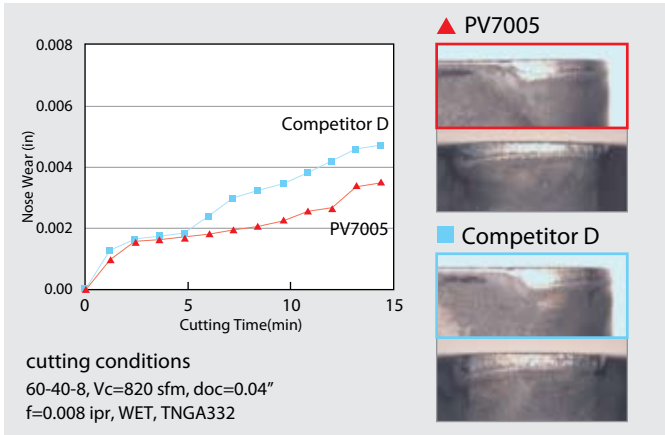 0.008
0.006
0.004
0.002
0.00
0
5
10
15
Nose Wear (in)
Cutting Time(min)
Competitor D
PV7005
cutting conditions
60-40-8, Vc=820 sfm, doc=0.04”
f=0.008 ipr, WET, TNGA332
PV7005
Competitor D